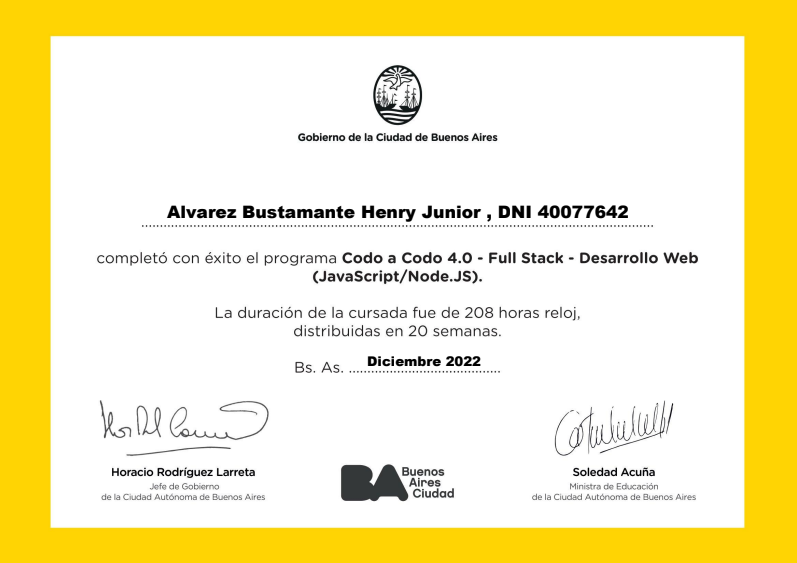 Gobierno de la Ciudad de Buenos Aires
Alvarez Bustamante Henry Junior , DNI 40077642
completó con éxito el programa Codo a Codo 4.0 - Full Stack - Desarrollo Web
(JavaScript/Node.JS).
La duración de la cursada fue de 208 horas reloj,
distribuidas en 20 semanas.
Bs. As. Diciembre 2022
Horacio Rodríguez Larreta
Jefe de Gobierno
de la Ciudad Autónoma de Buenos Aires
BA Buenos
Aires
Ciudad
Soledad Acuña
Ministra de Educación
de la Ciudad Autónoma de Buenos Aires